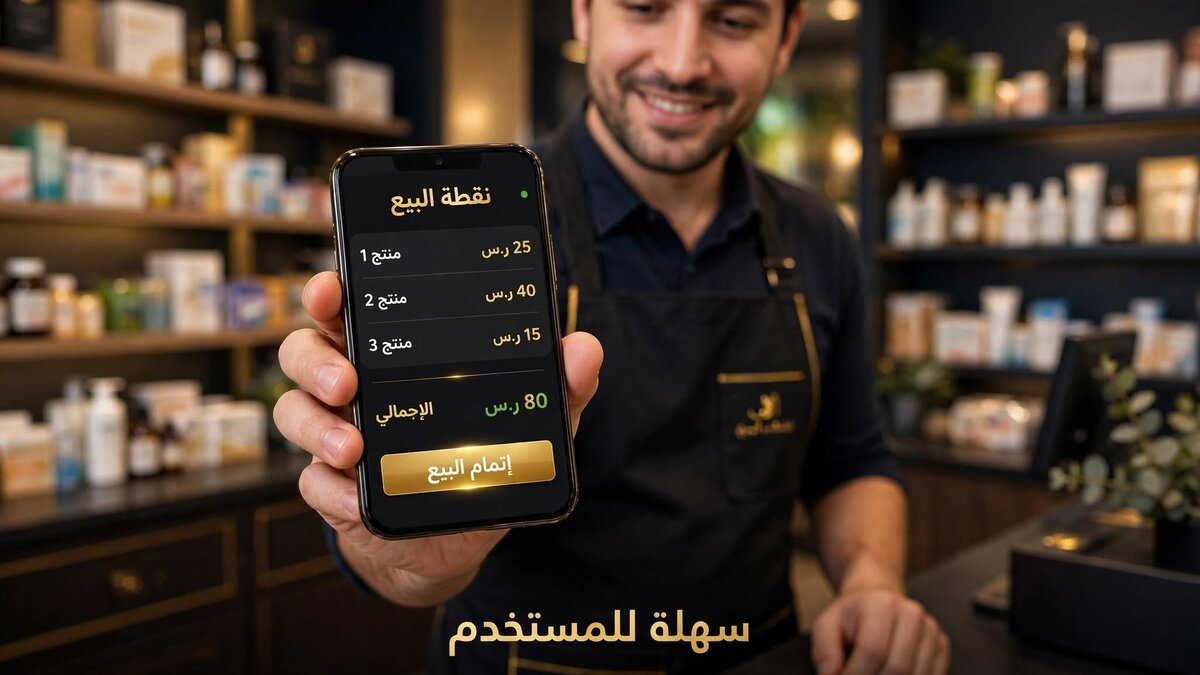 نقطة البيع
منتج 1 25 ر.س
منتج 2 40 ر.س
منتج 3 15 ر.س
الإجمالي 80 ر.س
إتمام البيع
سهلة للمستخدم